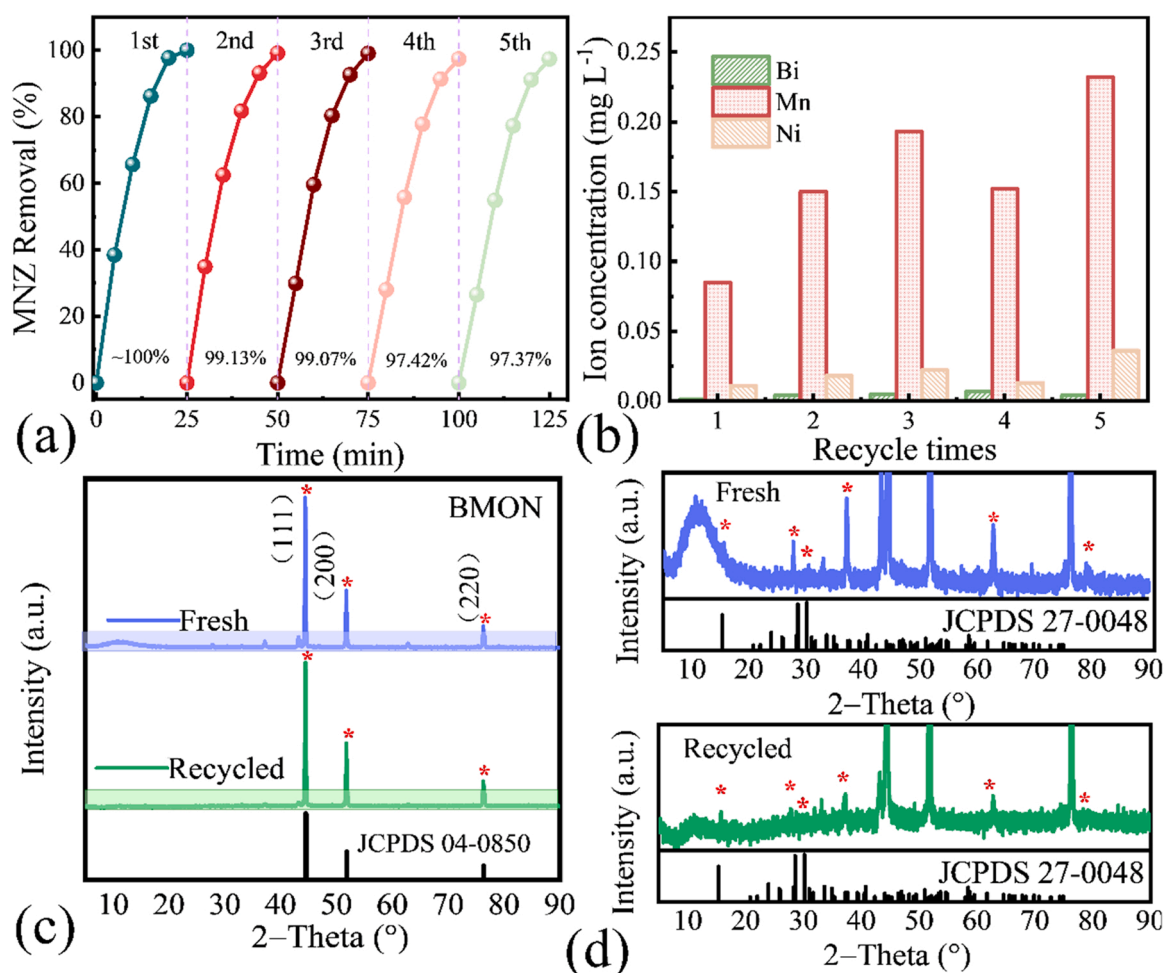 1st 2nd 3rd 4th 5th
100
80
60
40
20
0
MNZ Removal (%)
~100% 99.13% 99.07% 97.42% 97.37%
0 25 50 75 100 125
Time (min)
(a)
Bi
Mn
Ni
0.25
0.20
0.15
0.10
0.05
0.00
Ion concentration (mg L⁻¹)
1 2 3 4 5
Recycle times
(b)
BMON
* (111)
(200) *
(220) *
Fresh
* * *
Recycled
JCPDS 04-0850
Intensity (a.u.)
10 20 30 40 50 60 70 80 90
2−Theta (°)
(c)
Fresh
* * * * * *
JCPDS 27-0048
Intensity (a.u.)
10 20 30 40 50 60 70 80 90
2−Theta (°)
Recycled
* * * * * *
JCPDS 27-0048
Intensity (a.u.)
10 20 30 40 50 60 70 80 90
2−Theta (°)
(d)